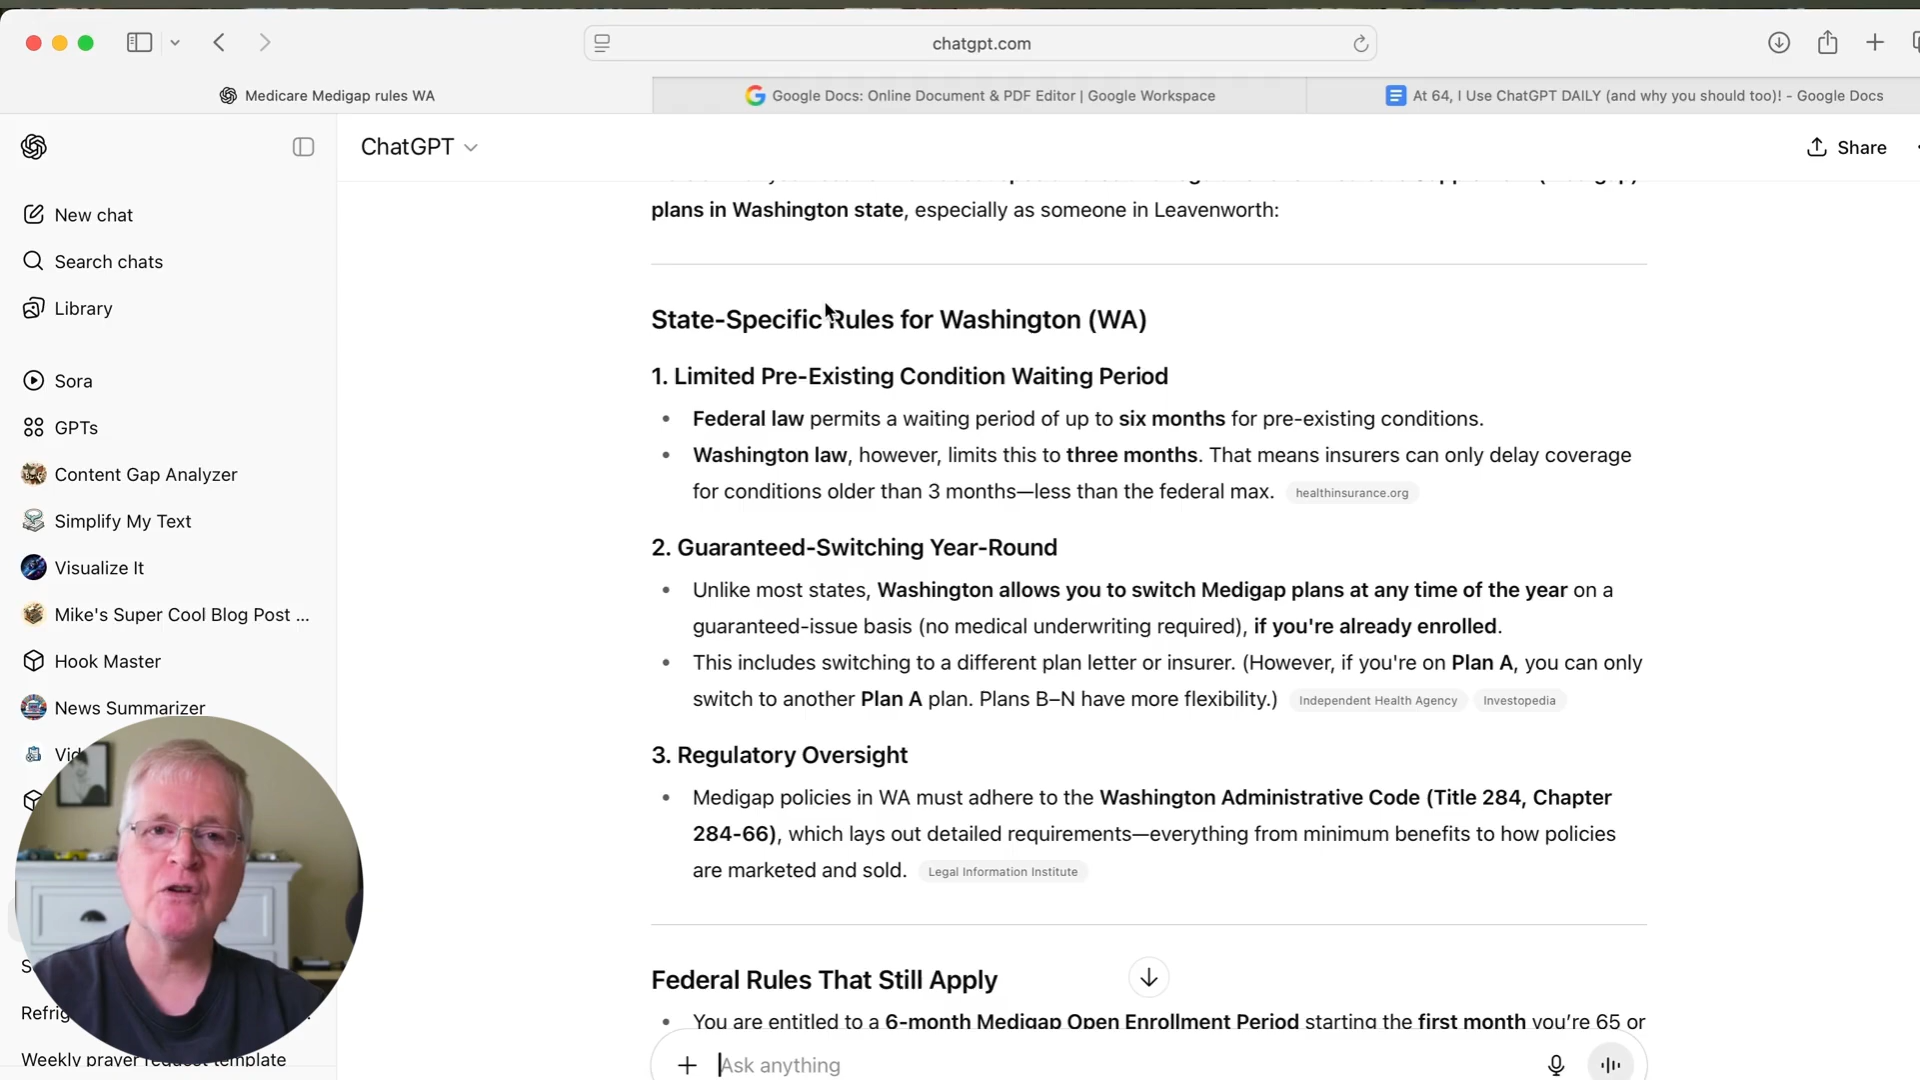 chatgpt.com
Medicare Medigap rules WA
Google Docs: Online Document & PDF Editor | Google Workspace
At 64, I Use ChatGPT DAILY (and why you should too)! - Google Docs
ChatGPT
Share
New chat
Search chats
Library
Sora
GPTs
Content Gap Analyzer
Simplify My Text
Visualize It
Mike's Super Cool Blog Post ...
Hook Master
News Summarizer
Refrig
Weekly prayer request template
plans in Washington state, especially as someone in Leavenworth:
State-Specific Rules for Washington (WA)
1. Limited Pre-Existing Condition Waiting Period
• Federal law permits a waiting period of up to six months for pre-existing conditions.
• Washington law, however, limits this to three months. That means insurers can only delay coverage
for conditions older than 3 months—less than the federal max. healthinsurance.org
2. Guaranteed-Switching Year-Round
• Unlike most states, Washington allows you to switch Medigap plans at any time of the year on a
guaranteed-issue basis (no medical underwriting required), if you're already enrolled.
• This includes switching to a different plan letter or insurer. (However, if you're on Plan A, you can only
switch to another Plan A plan. Plans B–N have more flexibility.) Independent Health Agency Investopedia
3. Regulatory Oversight
• Medigap policies in WA must adhere to the Washington Administrative Code (Title 284, Chapter
284-66), which lays out detailed requirements—everything from minimum benefits to how policies
are marketed and sold. Legal Information Institute
Federal Rules That Still Apply
• You are entitled to a 6-month Medigap Open Enrollment Period starting the first month you're 65 or
Ask anything